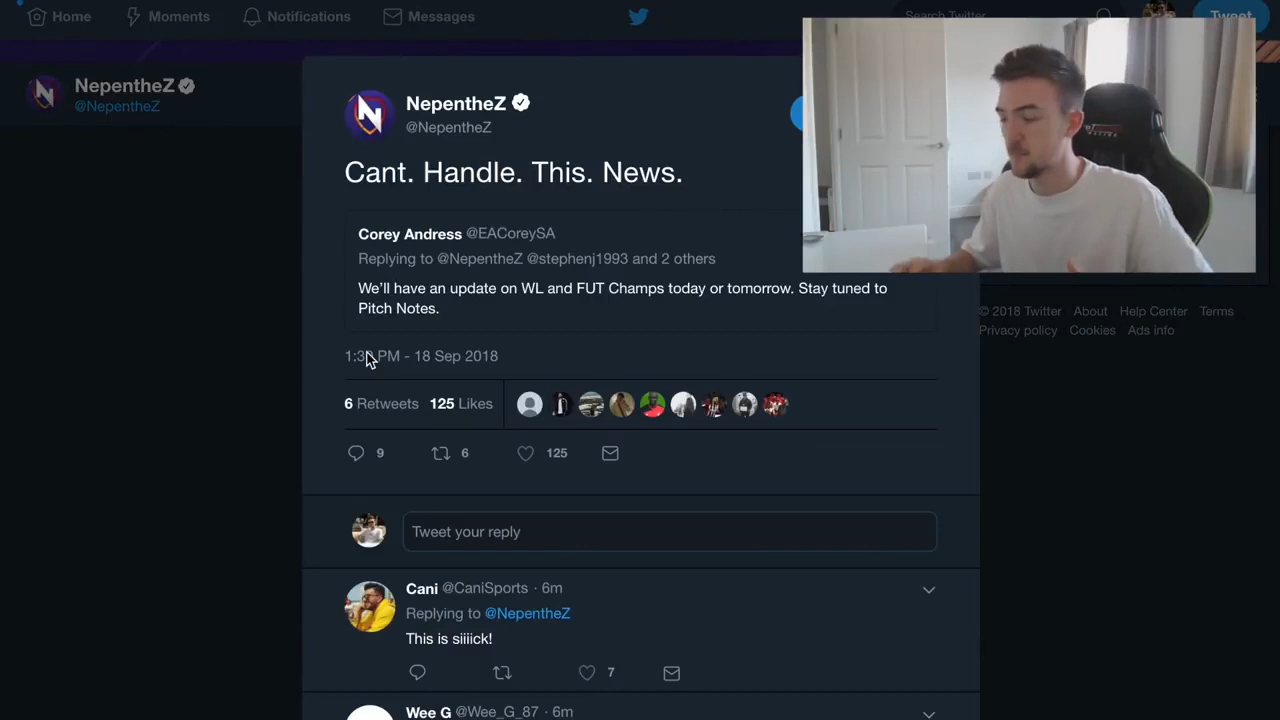 Home Moments Notifications Messages Search Twitter Tweet
NepentheZ
@NepentheZ
NepentheZ
@NepentheZ
Cant. Handle. This. News.
Corey Andress @EACoreySA
Replying to @NepentheZ @stephenj1993 and 2 others
We'll have an update on WL and FUT Champs today or tomorrow. Stay tuned to
Pitch Notes.
PM - 18 Sep 2018
6 Retweets 125 Likes
9 6 125
Tweet your reply
Cani @CaniSports · 6m
Replying to @NepentheZ
This is siiiick!
7
Wee G @Wee_G_87 · 6m
© 2018 Twitter About Help Center Terms
Privacy policy Cookies Ads info